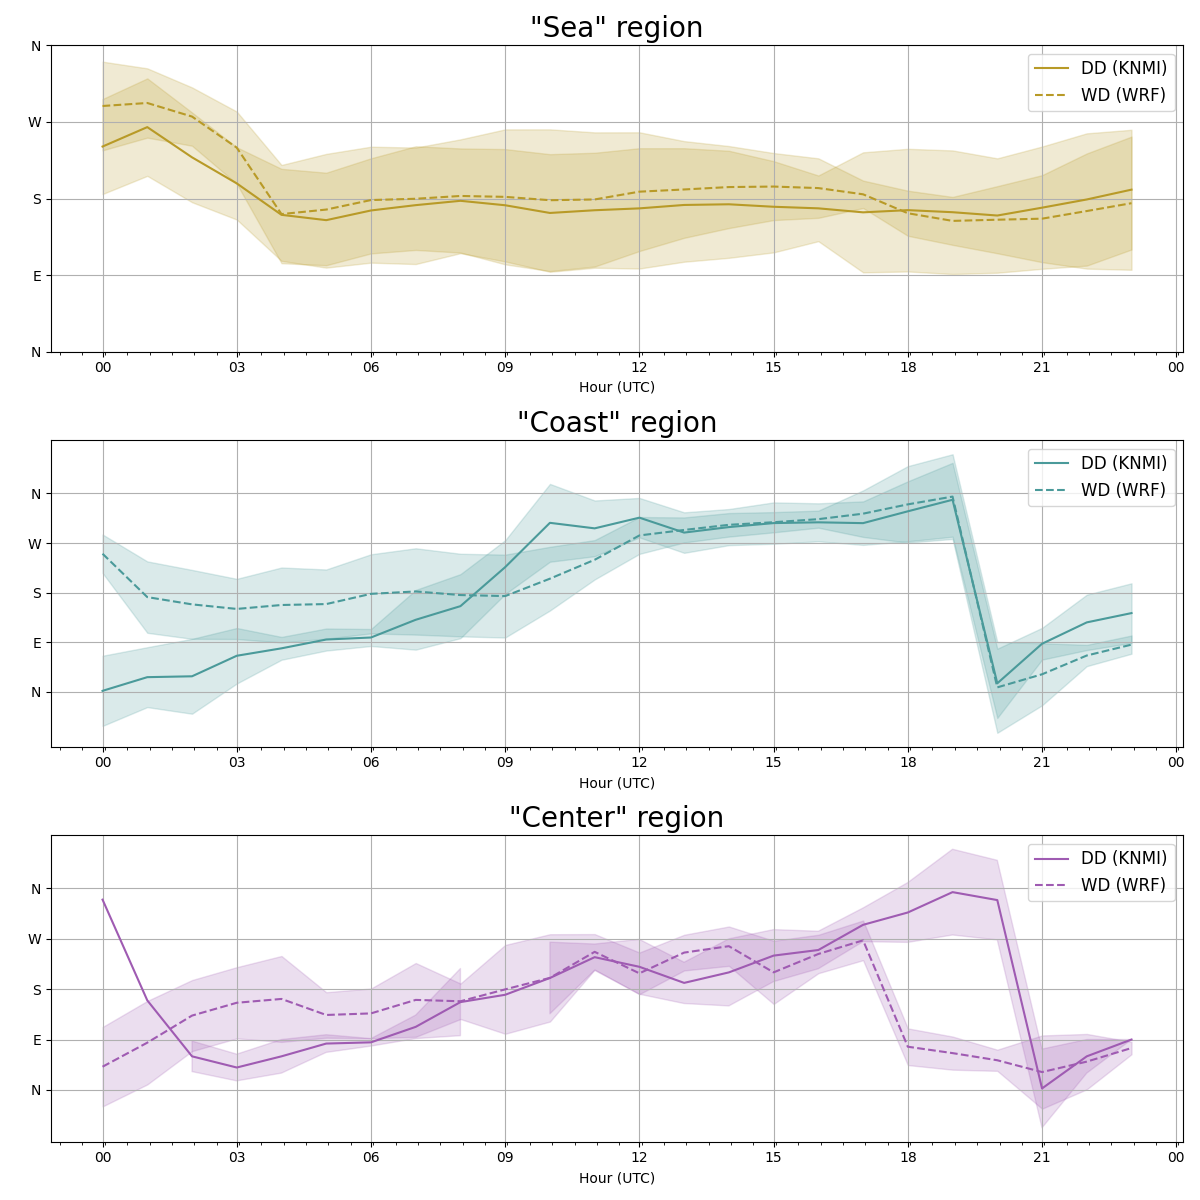 "Sea" region
N
W
S
E
N
DD (KNMI)
WD (WRF)
00 03 06 09 12 15 18 21 00
Hour (UTC)
"Coast" region
N
W
S
E
N
DD (KNMI)
WD (WRF)
00 03 06 09 12 15 18 21 00
Hour (UTC)
"Center" region
N
W
S
E
N
DD (KNMI)
WD (WRF)
00 03 06 09 12 15 18 21 00
Hour (UTC)